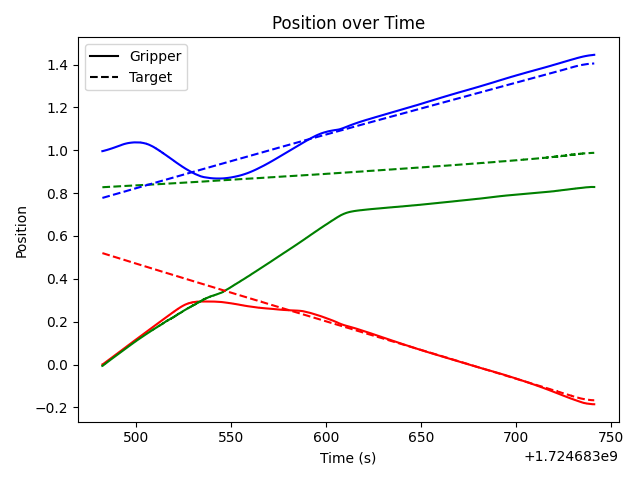 Position over Time
Gripper
Target
Position
1.4
1.2
1.0
0.8
0.6
0.4
0.2
0.0
−0.2
500 550 600 650 700 750
Time (s)
+1.724683e9